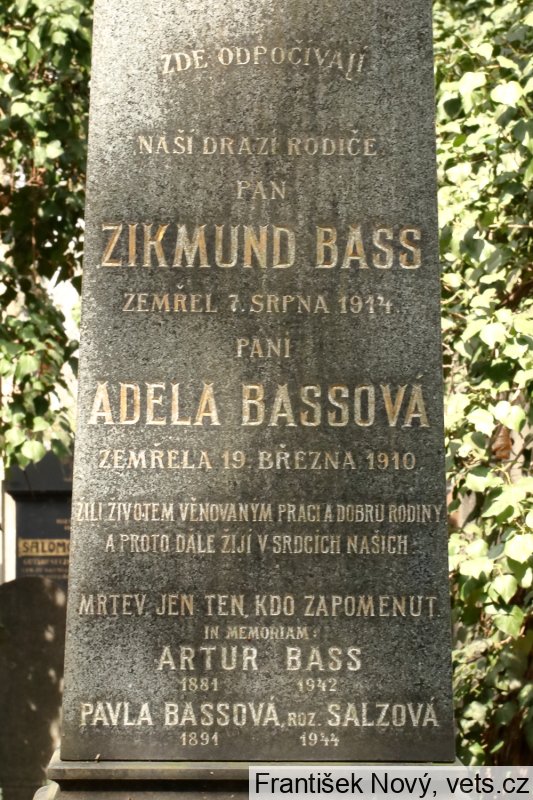 ZDE ODPOČÍVAJÍ
NAŠÍ DRAZÍ RODIČE
PAN
ZIKMUND BASS
ZEMŘEL 7. SRPNA 1914.
PANÍ
ADELA BASSOVÁ
ZEMŘELA 19. BŘEZNA 1910.
ŽILI ŽIVOTEM VĚNOVANÝM PRÁCI A DOBRU RODINY
A PROTO DÁLE ŽIJÍ V SRDCÍCH NAŠICH
MRTEV JEN TEN, KDO ZAPOMENUT.
IN MEMORIAM:
ARTUR BASS
1881 1942
PAVLA BASSOVÁ, ROZ. SALZOVÁ
1891 1944
SALOMO
František Nový, vets.cz